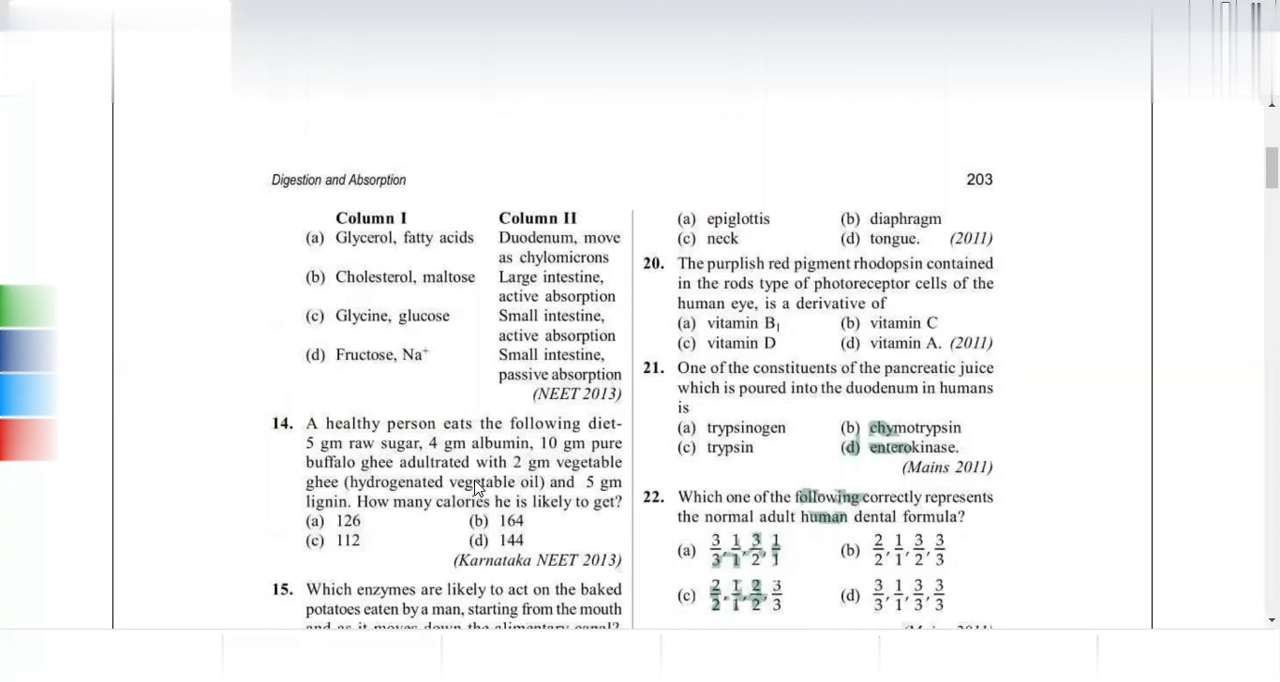 Digestion and Absorption
203
Column I Column II
(a) Glycerol, fatty acids Duodenum, move
as chylomicrons
(b) Cholesterol, maltose Large intestine,
active absorption
(c) Glycine, glucose Small intestine,
active absorption
(d) Fructose, Na⁺ Small intestine,
passive absorption
(NEET 2013)
14. A healthy person eats the following diet-
5 gm raw sugar, 4 gm albumin, 10 gm pure
buffalo ghee adultrated with 2 gm vegetable
ghee (hydrogenated vegetable oil) and 5 gm
lignin. How many calories he is likely to get?
(a) 126 (b) 164
(c) 112 (d) 144
(Karnataka NEET 2013)
15. Which enzymes are likely to act on the baked
potatoes eaten by a man, starting from the mouth
and as it moves down the alimentary canal?
(a) epiglottis (b) diaphragm
(c) neck (d) tongue. (2011)
20. The purplish red pigment rhodopsin contained
in the rods type of photoreceptor cells of the
human eye, is a derivative of
(a) vitamin B₁ (b) vitamin C
(c) vitamin D (d) vitamin A. (2011)
21. One of the constituents of the pancreatic juice
which is poured into the duodenum in humans
is
(a) trypsinogen (b) chymotrypsin
(c) trypsin (d) enterokinase.
(Mains 2011)
22. Which one of the following correctly represents
the normal adult human dental formula?
(a) 3/3, 1/1, 3/2, 1/1 (b) 2/2, 1/1, 3/2, 3/3
(c) 2/2, 1/1, 2/2, 3/3 (d) 3/3, 1/1, 3/3, 3/3